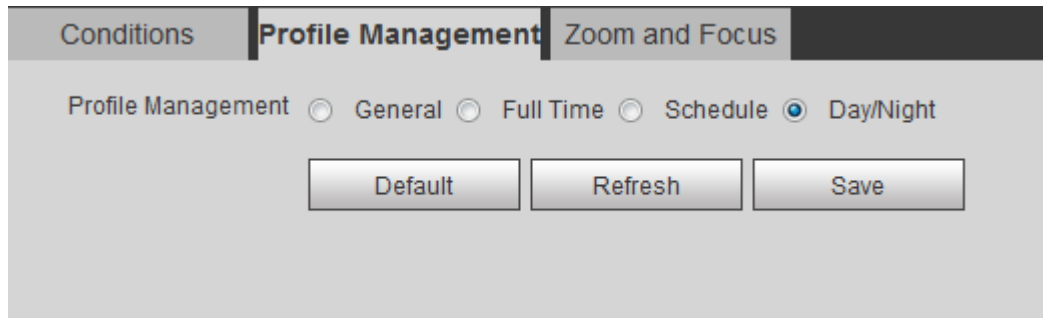 Conditions Profile Management Zoom and Focus
Profile Management General Full Time Schedule Day/Night
Default Refresh Save